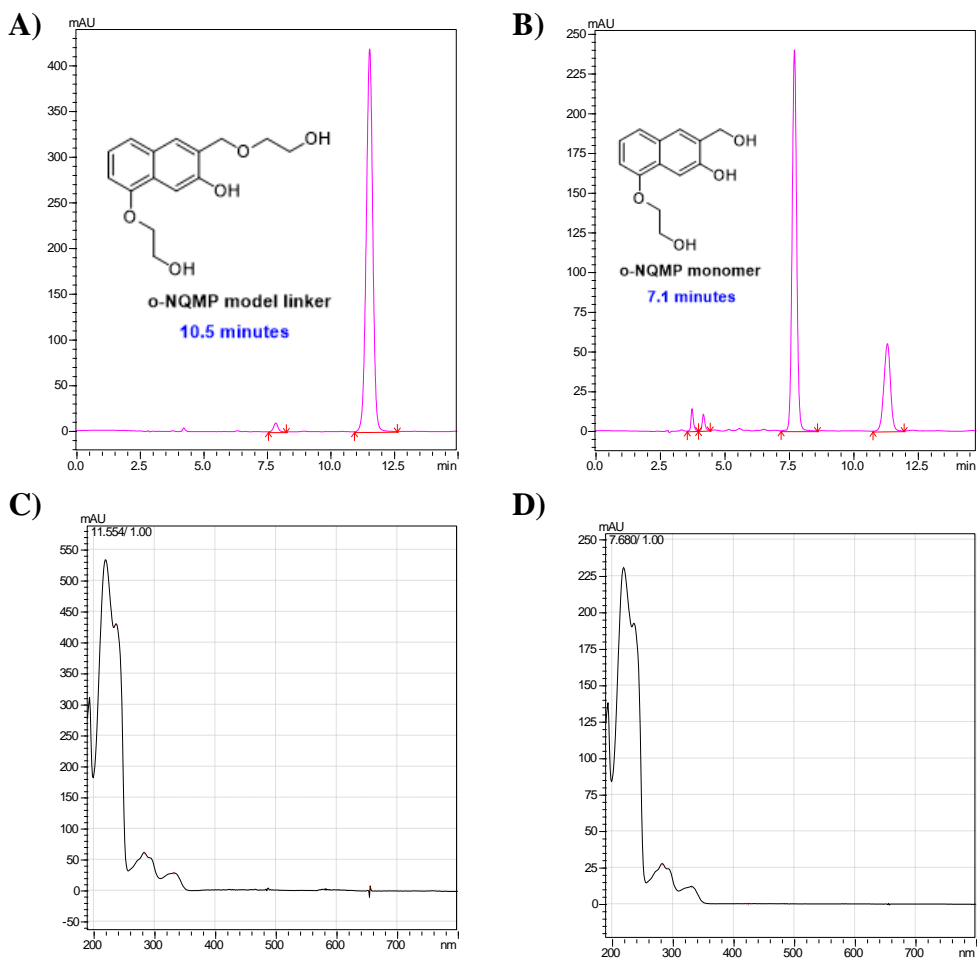 A)
mAU
400
350
300
250
200
150
100
50
0
0.0 2.5 5.0 7.5 10.0 12.5 min
OH
O
OH
O
OH
o-NQMP model linker
10.5 minutes
B)
mAU
250
225
200
175
150
125
100
75
50
25
0
0.0 2.5 5.0 7.5 10.0 12.5 min
OH
OH
O
OH
o-NQMP monomer
7.1 minutes
C)
mAU
11.554/ 1.00
550
500
450
400
350
300
250
200
150
100
50
0
-50
200 300 400 500 600 700 nm
D)
mAU
7.680/ 1.00
250
225
200
175
150
125
100
75
50
25
0
200 300 400 500 600 700 nm